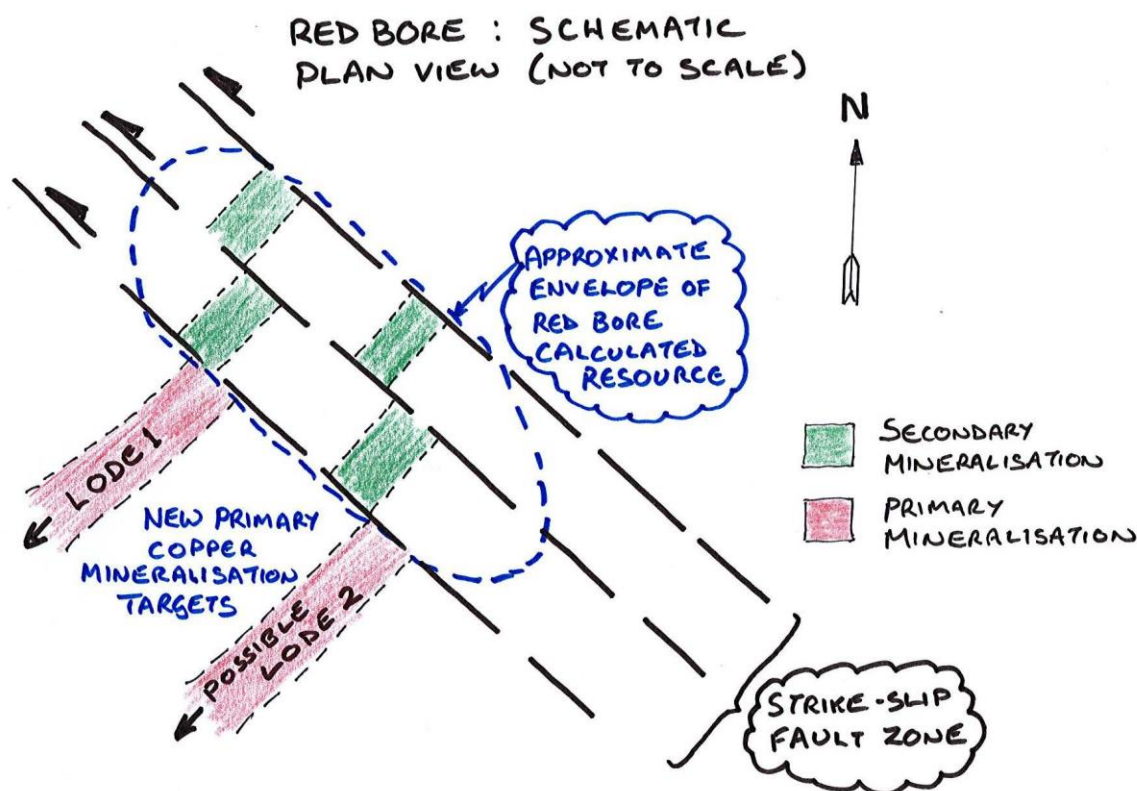 RED BORE : SCHEMATIC
PLAN VIEW (NOT TO SCALE)
N
APPROXIMATE
ENVELOPE OF
RED BORE
CALCULATED
RESOURCE
SECONDARY
MINERALISATION
PRIMARY
MINERALISATION
LODE 1
NEW PRIMARY
COPPER
MINERALISATION
TARGETS
POSSIBLE
LODE 2
STRIKE-SLIP
FAULT ZONE